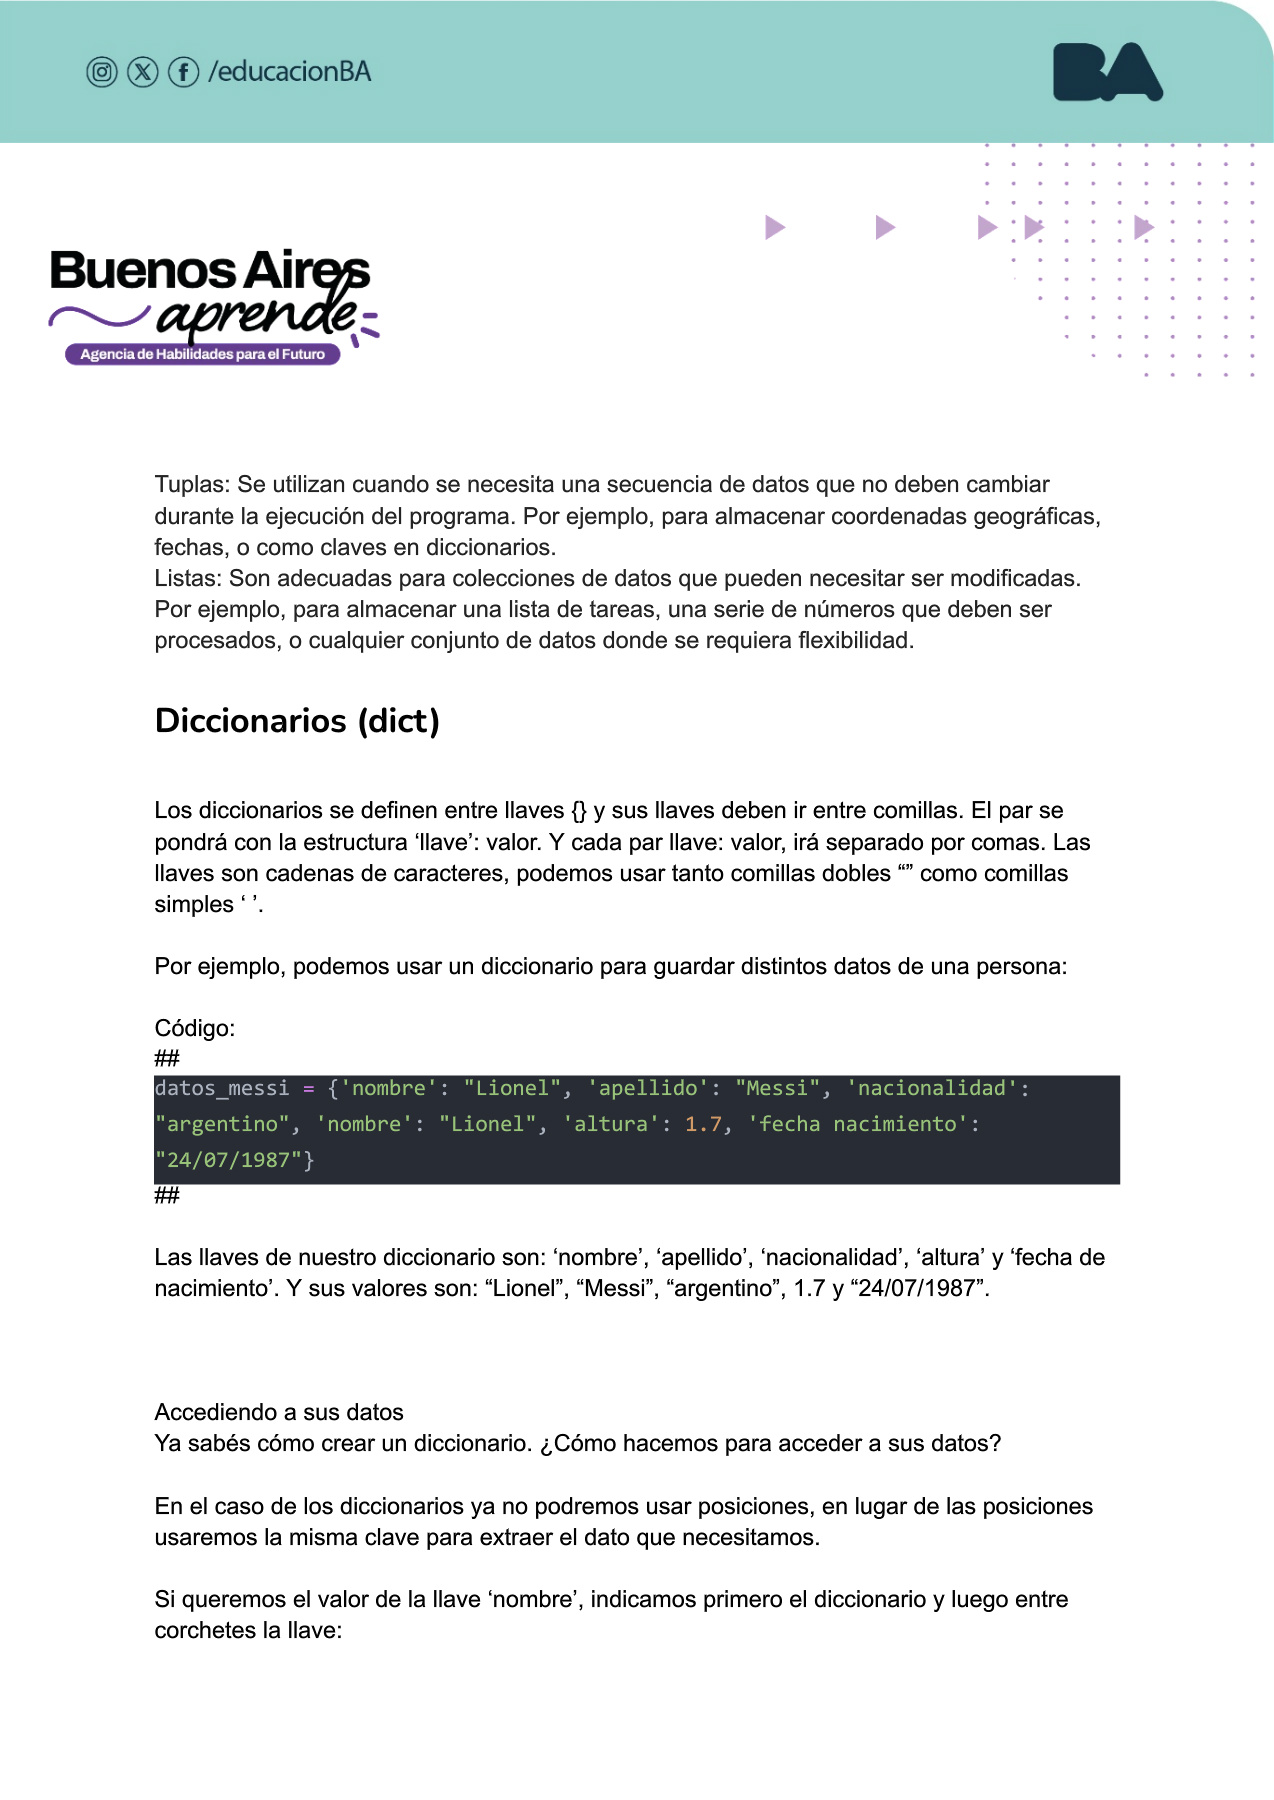 /educacionBA
BA
Buenos Aires
aprende
Agencia de Habilidades para el Futuro
Tuplas: Se utilizan cuando se necesita una secuencia de datos que no deben cambiar
durante la ejecución del programa. Por ejemplo, para almacenar coordenadas geográficas,
fechas, o como claves en diccionarios.
Listas: Son adecuadas para colecciones de datos que pueden necesitar ser modificadas.
Por ejemplo, para almacenar una lista de tareas, una serie de números que deben ser
procesados, o cualquier conjunto de datos donde se requiera flexibilidad.
Diccionarios (dict)
Los diccionarios se definen entre llaves {} y sus llaves deben ir entre comillas. El par se
pondrá con la estructura ‘llave’: valor. Y cada par llave: valor, irá separado por comas. Las
llaves son cadenas de caracteres, podemos usar tanto comillas dobles “” como comillas
simples ‘ ’.
Por ejemplo, podemos usar un diccionario para guardar distintos datos de una persona:
Código:
##
datos_messi = {'nombre': "Lionel", 'apellido': "Messi", 'nacionalidad':
"argentino", 'nombre': "Lionel", 'altura': 1.7, 'fecha nacimiento':
"24/07/1987"}
##
Las llaves de nuestro diccionario son: ‘nombre’, ‘apellido’, ‘nacionalidad’, ‘altura’ y ‘fecha de
nacimiento’. Y sus valores son: “Lionel”, “Messi”, “argentino”, 1.7 y “24/07/1987”.
Accediendo a sus datos
Ya sabés cómo crear un diccionario. ¿Cómo hacemos para acceder a sus datos?
En el caso de los diccionarios ya no podremos usar posiciones, en lugar de las posiciones
usaremos la misma clave para extraer el dato que necesitamos.
Si queremos el valor de la llave ‘nombre’, indicamos primero el diccionario y luego entre
corchetes la llave: